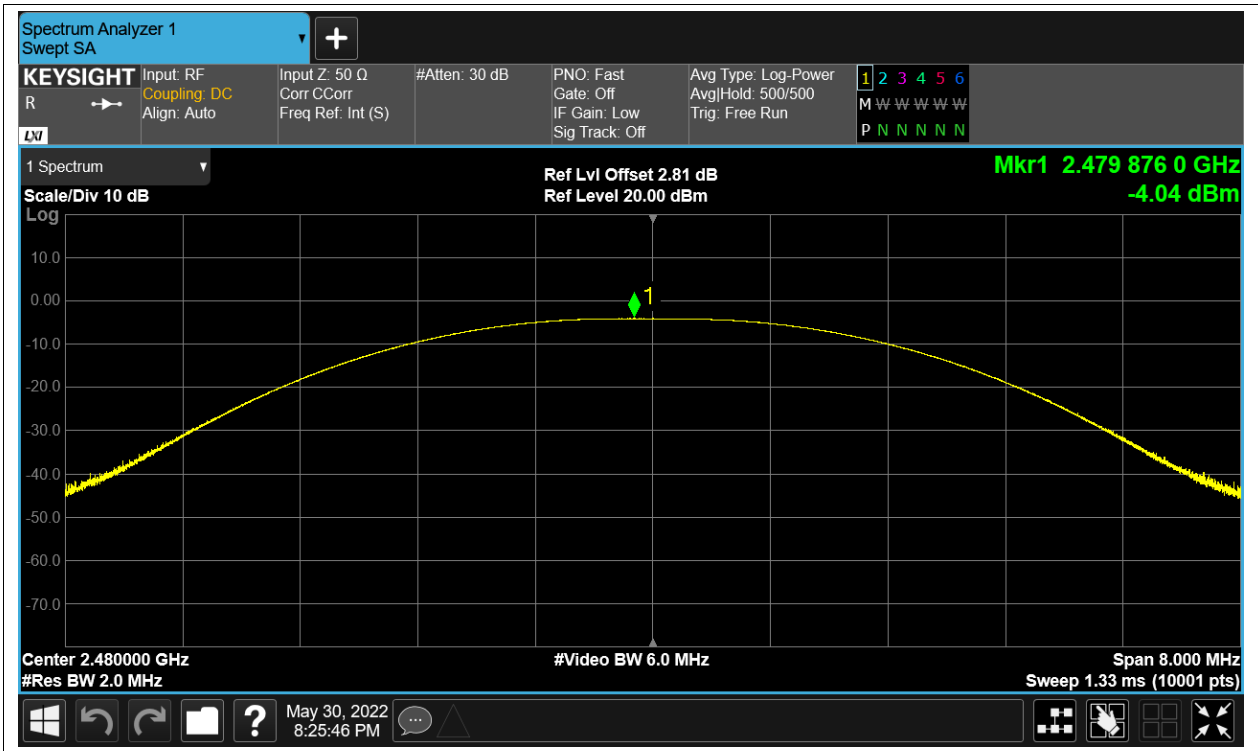 Spectrum Analyzer 1
Swept SA
KEYSIGHT
R
LXI
Input: RF
Coupling: DC
Align: Auto
Input Z: 50 Ω
Corr CCorr
Freq Ref: Int (S)
#Atten: 30 dB
PNO: Fast
Gate: Off
IF Gain: Low
Sig Track: Off
Avg Type: Log-Power
Avg|Hold: 500/500
Trig: Free Run
1 2 3 4 5 6
M W W W W W
P N N N N N
1 Spectrum
Scale/Div 10 dB
Log
Ref Lvl Offset 2.81 dB
Ref Level 20.00 dBm
Mkr1 2.479 876 0 GHz
-4.04 dBm
10.0
0.00
-10.0
-20.0
-30.0
-40.0
-50.0
-60.0
-70.0
1
Center 2.480000 GHz
#Res BW 2.0 MHz
#Video BW 6.0 MHz
Span 8.000 MHz
Sweep 1.33 ms (10001 pts)
?
May 30, 2022
8:25:46 PM